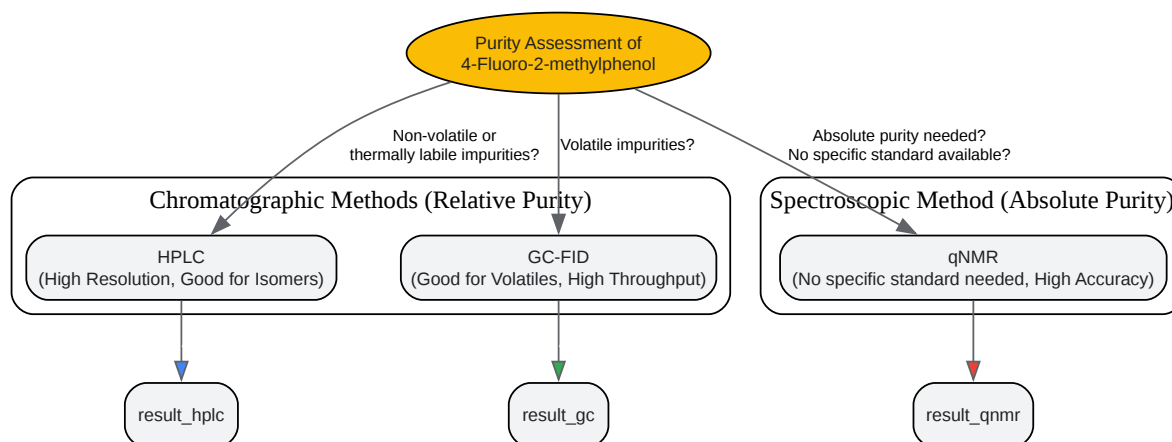 Purity Assessment of
4-Fluoro-2-methylphenol
Non-volatile or
thermally labile impurities?
Volatile impurities?
Absolute purity needed?
No specific standard available?
Chromatographic Methods (Relative Purity)
Spectroscopic Method (Absolute Purity)
HPLC
(High Resolution, Good for Isomers)
GC-FID
(Good for Volatiles, High Throughput)
qNMR
(No specific standard needed, High Accuracy)
result_hplc
result_gc
result_qnmr